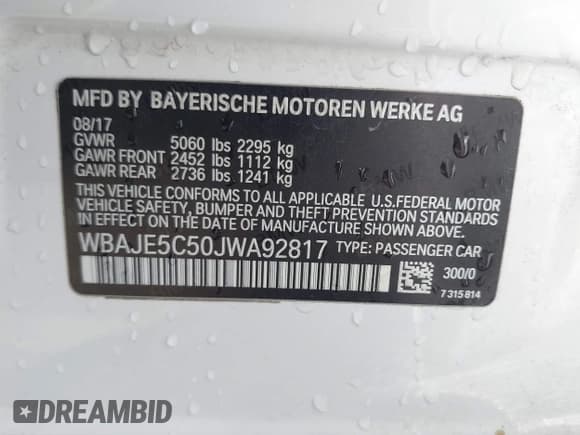 MFD BY BAYERISCHE MOTOREN WERKE AG
08/17
GVWR 5060 lbs 2295 kg
GAWR FRONT 2452 lbs 1112 kg
GAWR REAR 2736 lbs 1241 kg
THIS VEHICLE CONFORMS TO ALL APPLICABLE U.S.FEDERAL MOTOR
VEHICLE SAFETY, BUMPER AND THEFT PREVENTION STANDARDS
IN EFFECT ON THE DATE OF MANUFACTURE SHOWN ABOVE.
WBAJE5C50JWA92817 TYPE: PASSENGER CAR
300/0
7315814
DREAMBID